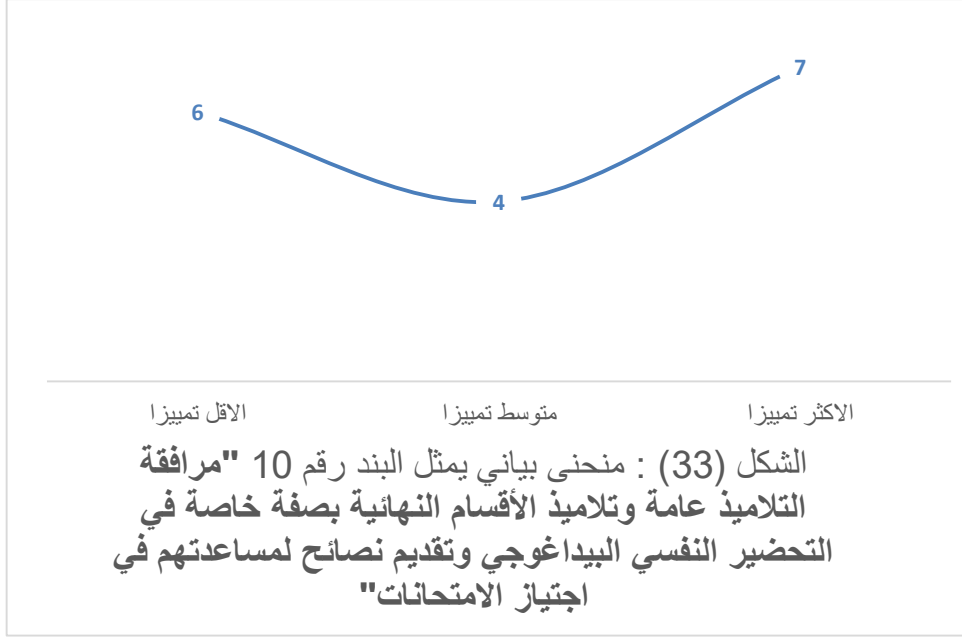 7
6
4
الاقل تمييزا متوسط تمييزا الاكثر تمييزا
الشكل (33) : منحنى بياني يمثل البند رقم 10 "مرافقة
التلاميذ عامة وتلاميذ الأقسام النهائية بصفة خاصة في
التحضير النفسي البيداغوجي وتقديم نصائح لمساعدتهم في
اجتياز الامتحانات"